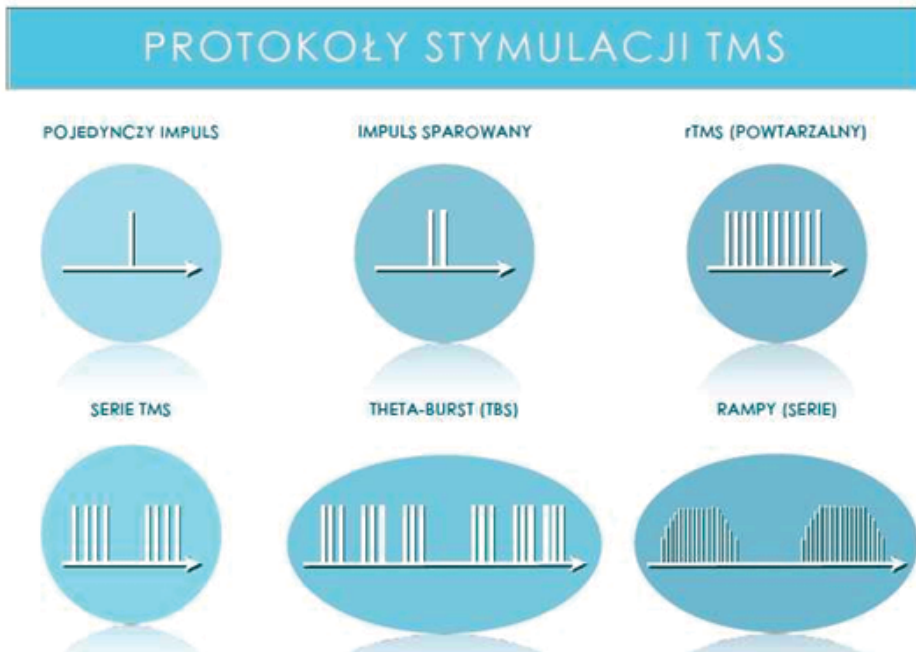 PROTOKOŁY STYMULACJI TMS
POJEDYNCZY IMPULS
IMPULS SPAROWANY
rTMS (POWTARZALNY)
SERIE TMS
THETA-BURST (TBS)
RAMPY (SERIE)